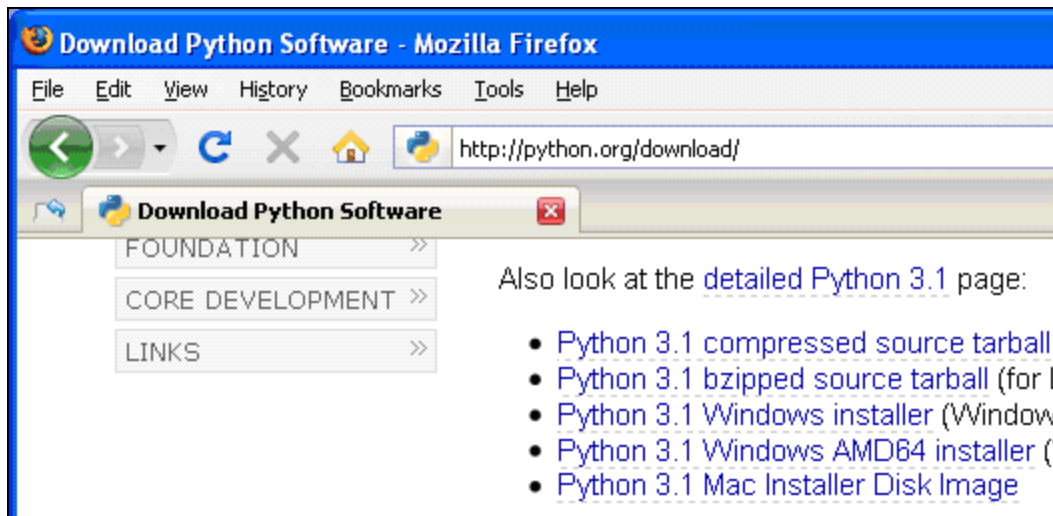 Download Python Software - Mozilla Firefox
File Edit View History Bookmarks Tools Help
http://python.org/download/
Download Python Software
FOUNDATION
CORE DEVELOPMENT
LINKS
Also look at the detailed Python 3.1 page:
Python 3.1 compressed source tarball
Python 3.1 bzipped source tarball (for
Python 3.1 Windows installer (Window
Python 3.1 Windows AMD64 installer (
Python 3.1 Mac Installer Disk Image